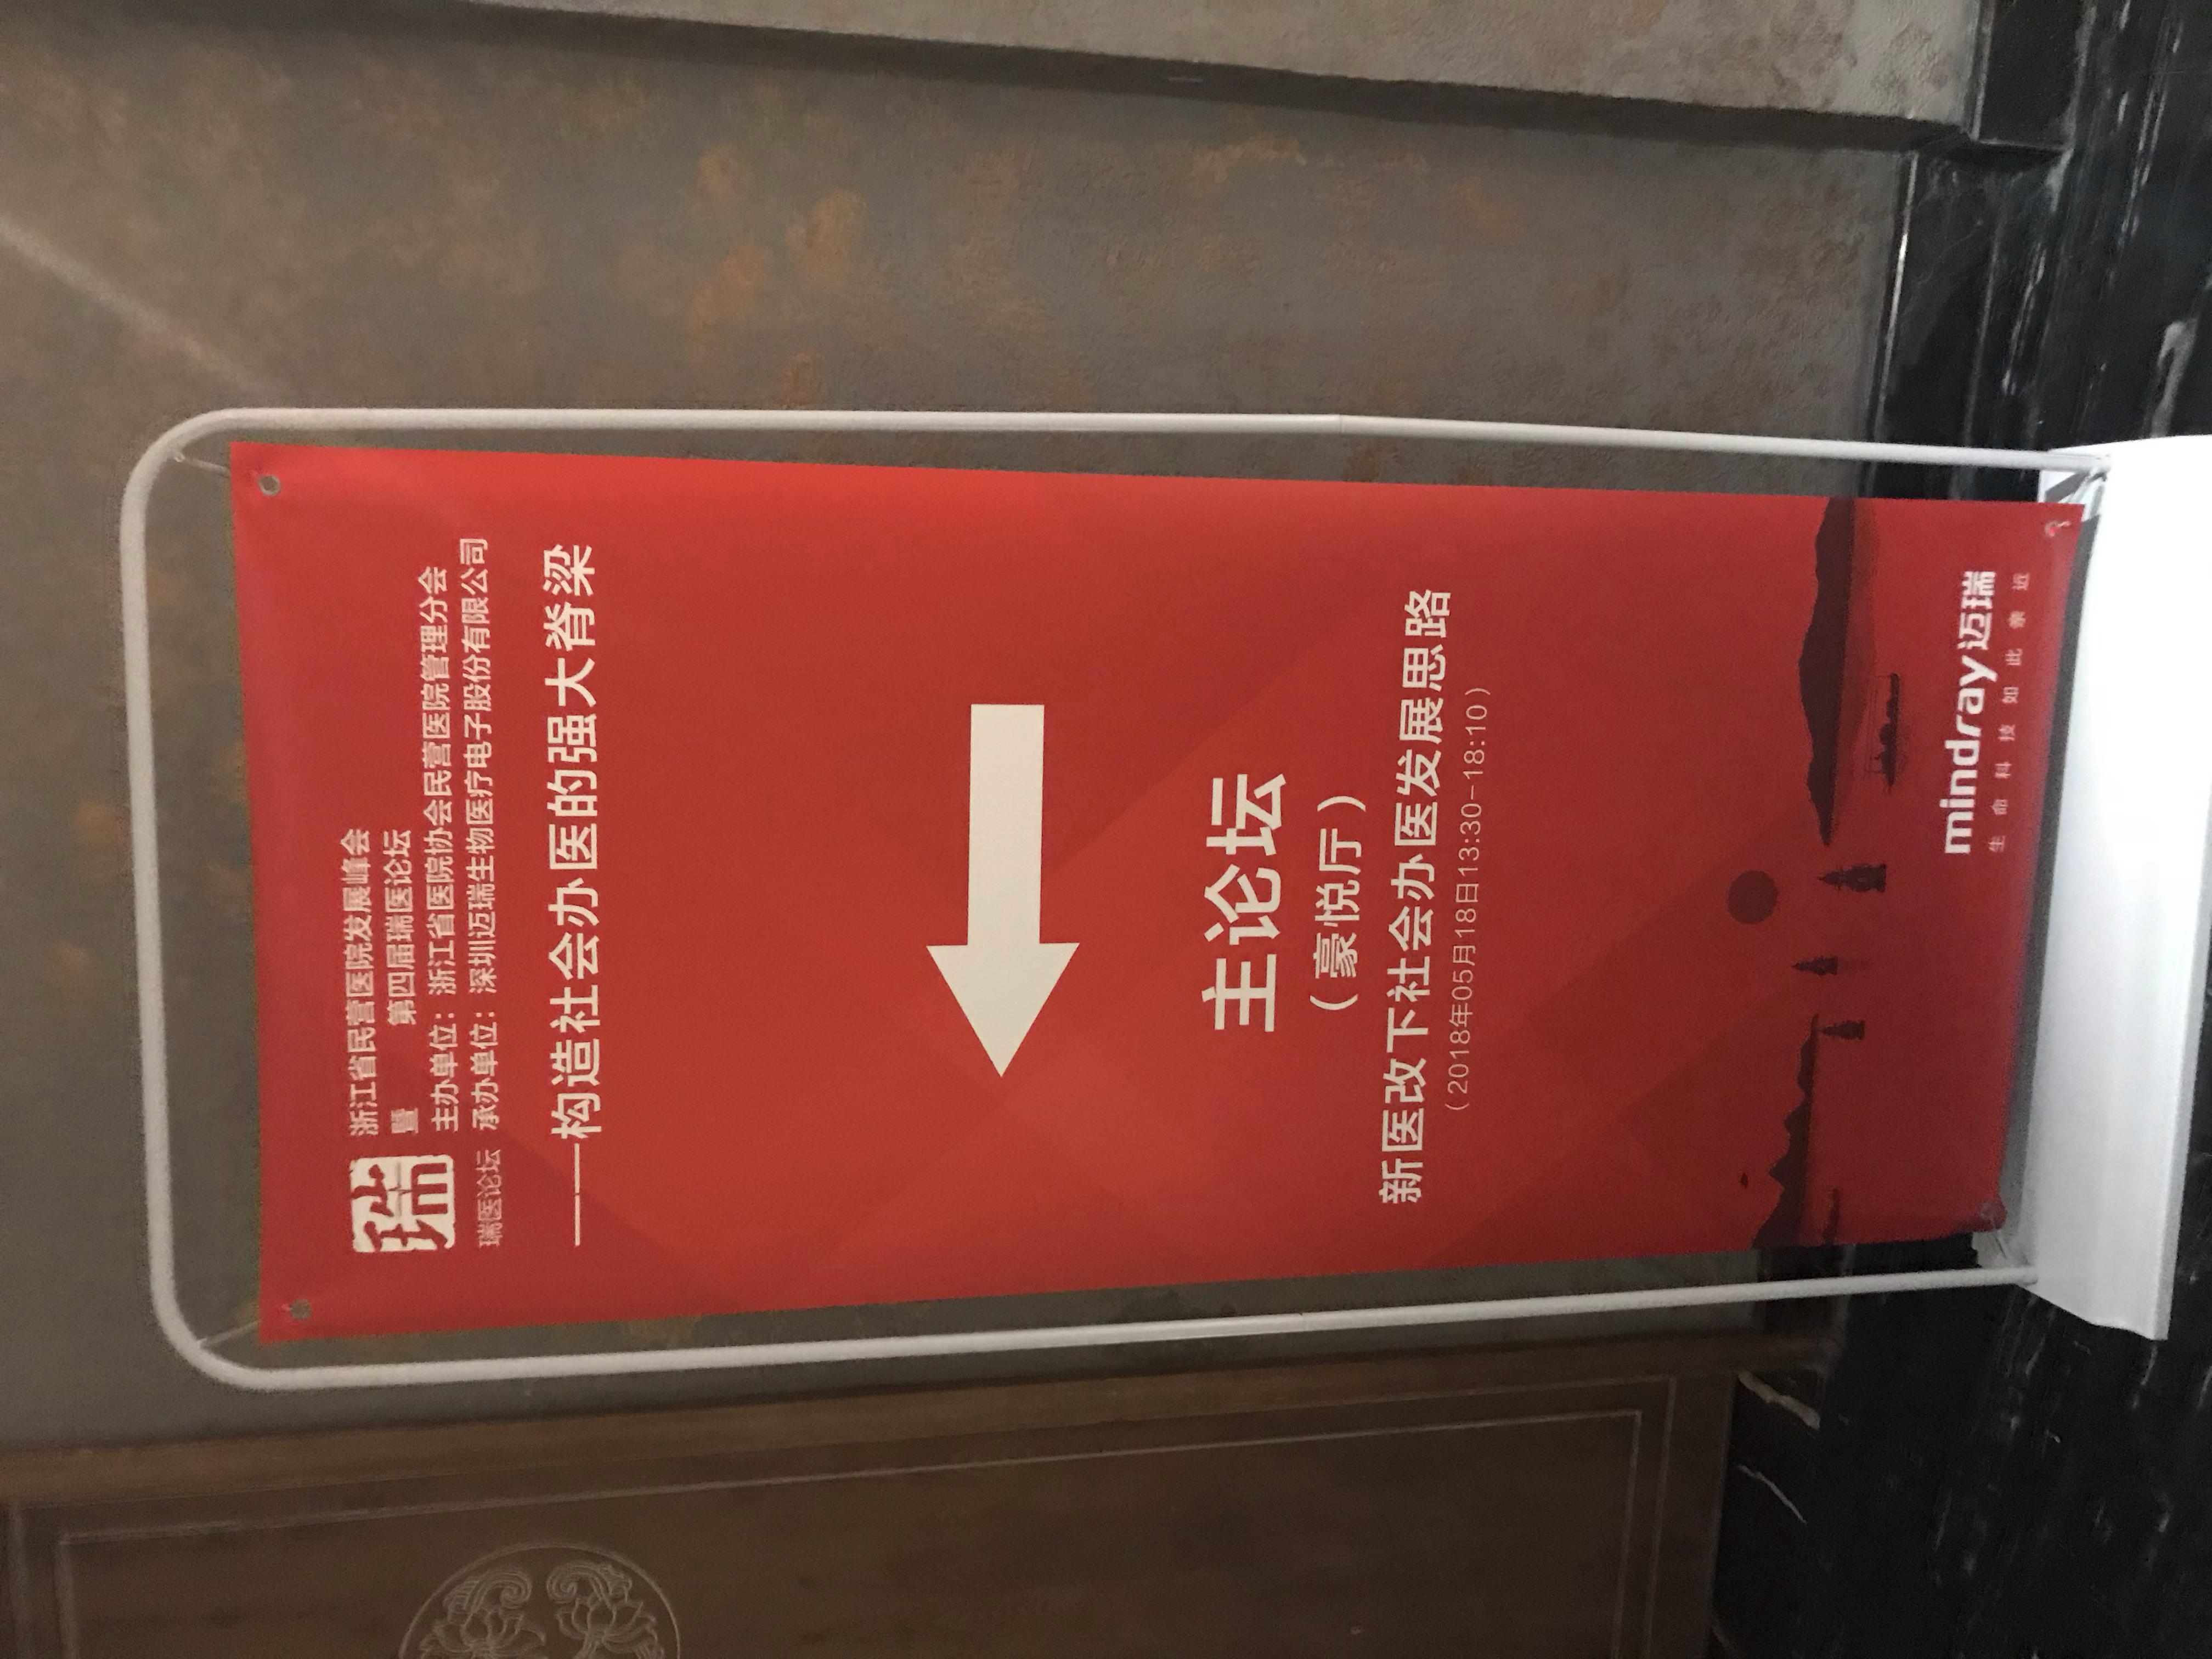 浙江省民营医院发展峰会
暨 第四届瑞医论坛
主办单位：浙江省医院协会民营医院管理分会
承办单位：深圳迈瑞生物医疗电子股份有限公司
瑞
瑞医论坛
——构造社会办医的强大脊梁
主论坛
（豪悦厅）
新医改下社会办医发展思路
（2018年05月18日13:30-18:10）
mindray迈瑞
生命科技如此亲近